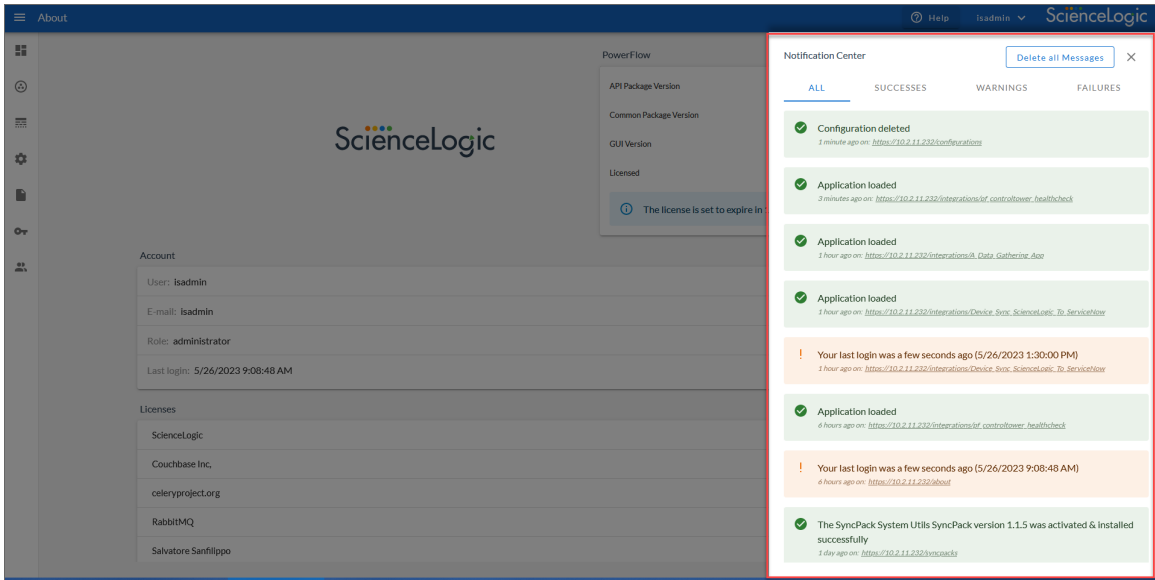 About
Help
isadmin
ScienceLogic
ScienceLogic
PowerFlow
API Package Version
Common Package Version
GUI Version
Licensed
The license is set to expire in
Account
User: isadmin
E-mail: isadmin
Role: administrator
Last login: 5/26/2023 9:08:48 AM
Licenses
ScienceLogic
Couchbase Inc,
celeryproject.org
RabbitMQ
Salvatore Sanfilippo
Notification Center
Delete all Messages
ALL SUCCESSES WARNINGS FAILURES
Configuration deleted
1 minute ago on: https://10.2.11.232/configurations
Application loaded
3 minutes ago on: https://10.2.11.232/integrations/pf_controltower_healthcheck
Application loaded
1 hour ago on: https://10.2.11.232/integrations/A_Data_Gathering_App
Application loaded
1 hour ago on: https://10.2.11.232/integrations/Device_Sync_ScienceLogic_To_ServiceNow
! Your last login was a few seconds ago (5/26/2023 1:30:00 PM)
1 hour ago on: https://10.2.11.232/integrations/Device_Sync_ScienceLogic_To_ServiceNow
Application loaded
6 hours ago on: https://10.2.11.232/integrations/pf_controltower_healthcheck
! Your last login was a few seconds ago (5/26/2023 9:08:48 AM)
6 hours ago on: https://10.2.11.232/about
The SyncPack System Utils SyncPack version 1.1.5 was activated & installed
successfully
1 day ago on: https://10.2.11.232/syncpacks